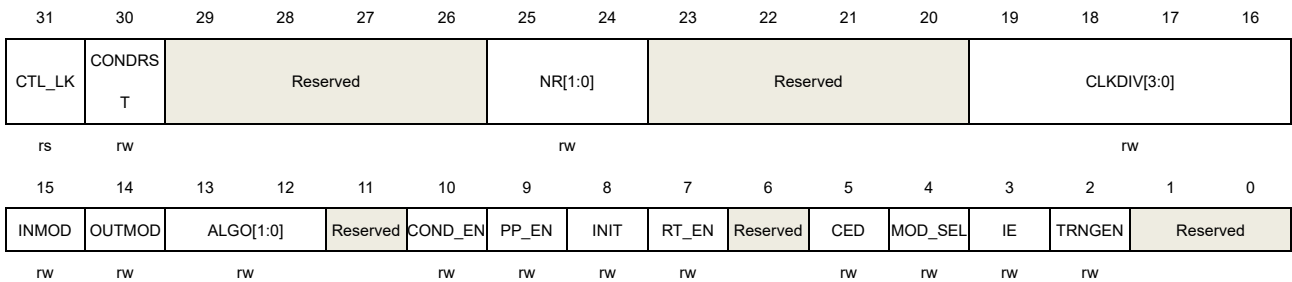 31 30 29 28 27 26 25 24 23 22 21 20 19 18 17 16
CTL_LK CONDRS T Reserved NR[1:0] Reserved CLKDIV[3:0]
rs rw rw rw
15 14 13 12 11 10 9 8 7 6 5 4 3 2 1 0
INMOD OUTMOD ALGO[1:0] Reserved COND_EN PP_EN INIT RT_EN Reserved CED MOD_SEL IE TRNGEN Reserved
rw rw rw rw rw rw rw rw rw rw rw